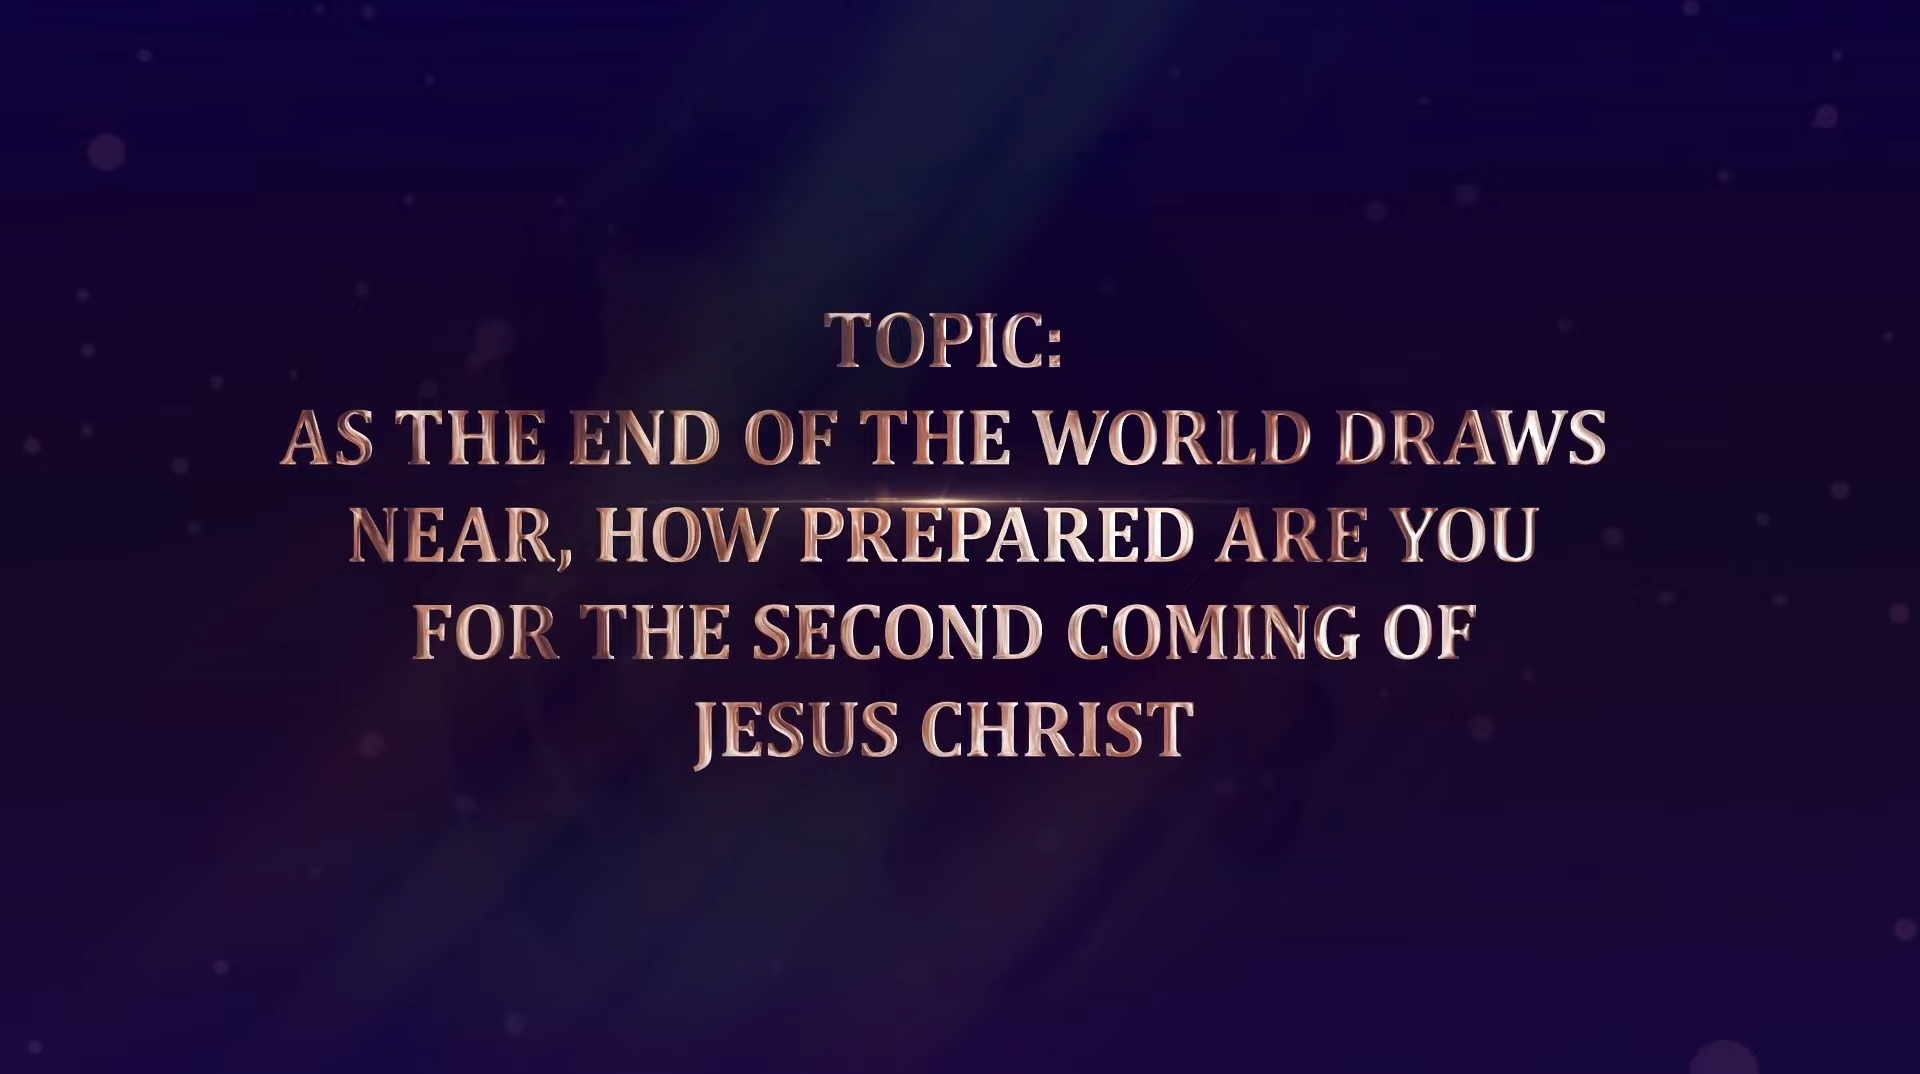 TOPIC:
AS THE END OF THE WORLD DRAWS
NEAR, HOW PREPARED ARE YOU
FOR THE SECOND COMING OF
JESUS CHRIST